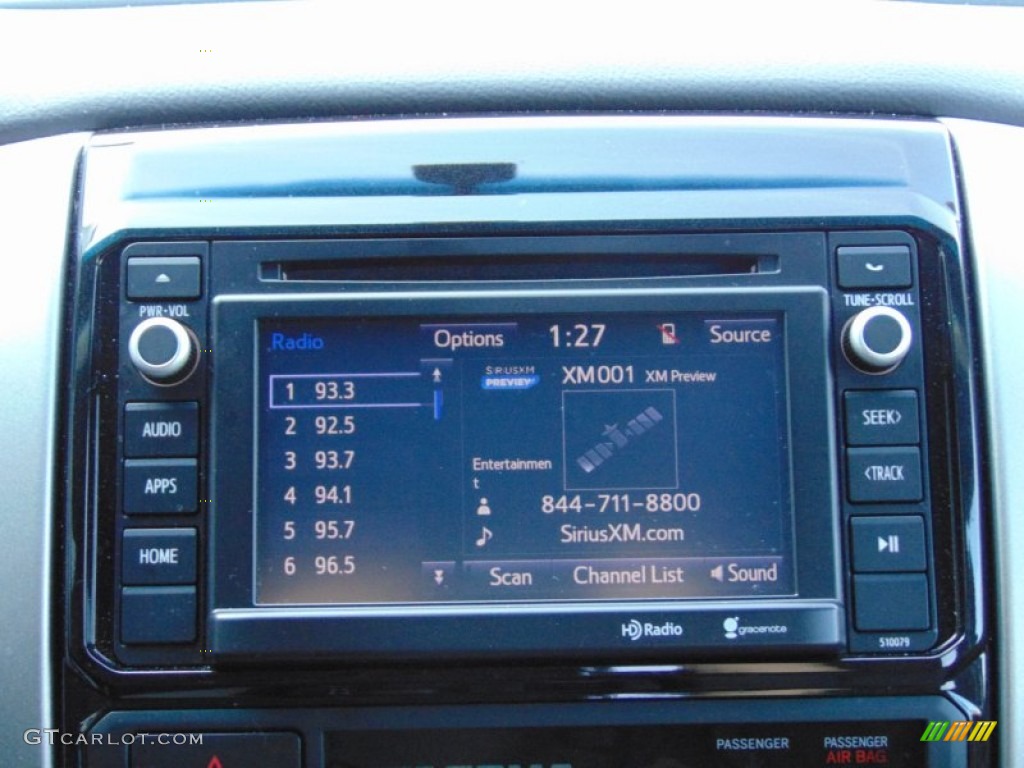 PWR•VOL
TUNE•SCROLL
Radio
Options
1:27
Source
SIRIUSXM
PREVIEW
XM001 XM Preview
1 93.3
2 92.5
3 93.7
4 94.1
5 95.7
6 96.5
Entertainmen
t
844-711-8800
SiriusXM.com
Scan
Channel List
Sound
AUDIO
APPS
HOME
SEEK>
<TRACK
HD Radio
gracenote
510079
GTCARLOT.COM
PASSENGER
PASSENGER
AIR BAG